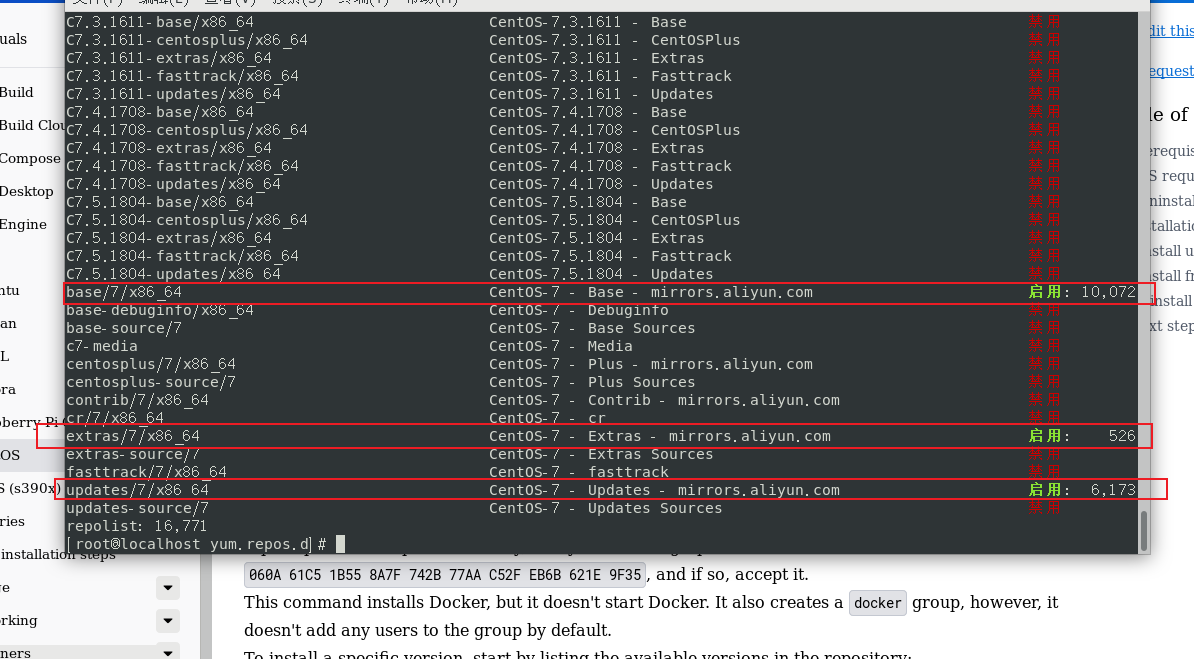 文件(F) 编辑(E) 查看(V) 搜索(S) 终端(T) 帮助(H)
C7.3.1611-base/x86_64 CentOS-7.3.1611 - Base 禁用
C7.3.1611-centosplus/x86_64 CentOS-7.3.1611 - CentOSPlus 禁用
C7.3.1611-extras/x86_64 CentOS-7.3.1611 - Extras 禁用
C7.3.1611-fasttrack/x86_64 CentOS-7.3.1611 - Fasttrack 禁用
C7.3.1611-updates/x86_64 CentOS-7.3.1611 - Updates 禁用
C7.4.1708-base/x86_64 CentOS-7.4.1708 - Base 禁用
C7.4.1708-centosplus/x86_64 CentOS-7.4.1708 - CentOSPlus 禁用
C7.4.1708-extras/x86_64 CentOS-7.4.1708 - Extras 禁用
C7.4.1708-fasttrack/x86_64 CentOS-7.4.1708 - Fasttrack 禁用
C7.4.1708-updates/x86_64 CentOS-7.4.1708 - Updates 禁用
C7.5.1804-base/x86_64 CentOS-7.5.1804 - Base 禁用
C7.5.1804-centosplus/x86_64 CentOS-7.5.1804 - CentOSPlus 禁用
C7.5.1804-extras/x86_64 CentOS-7.5.1804 - Extras 禁用
C7.5.1804-fasttrack/x86_64 CentOS-7.5.1804 - Fasttrack 禁用
C7.5.1804-updates/x86_64 CentOS-7.5.1804 - Updates 禁用
base/7/x86_64 CentOS-7 - Base - mirrors.aliyun.com 启用: 10,072
base-debuginfo/x86_64 CentOS-7 - Debuginfo 禁用
base-source/7 CentOS-7 - Base Sources 禁用
c7-media CentOS-7 - Media 禁用
centosplus/7/x86_64 CentOS-7 - Plus - mirrors.aliyun.com 禁用
centosplus-source/7 CentOS-7 - Plus Sources 禁用
contrib/7/x86_64 CentOS-7 - Contrib - mirrors.aliyun.com 禁用
cr/7/x86_64 CentOS-7 - cr 禁用
extras/7/x86_64 CentOS-7 - Extras - mirrors.aliyun.com 启用: 526
extras-source/7 CentOS-7 - Extras Sources 禁用
fasttrack/7/x86_64 CentOS-7 - fasttrack 禁用
updates/7/x86_64 CentOS-7 - Updates - mirrors.aliyun.com 启用: 6,173
updates-source/7 CentOS-7 - Updates Sources 禁用
repolist: 16,771
[root@localhost yum.repos.d]#
uals
Build
Build Clou
Compose
Desktop
Engine
ntu
an
L
ora
pberry Pi
OS
S (s390x)
ries
installation steps
e
rking
ners
060A 61C5 1B55 8A7F 742B 77AA C52F EB6B 621E 9F35, and if so, accept it.
This command installs Docker, but it doesn't start Docker. It also creates a docker group, however, it
doesn't add any users to the group by default.
To install a specific version, start by listing the available versions in the repository:
dit this
equest
le of
erequis
S requ
ninstal
tallatio
stall u
stall fr
install
xt step